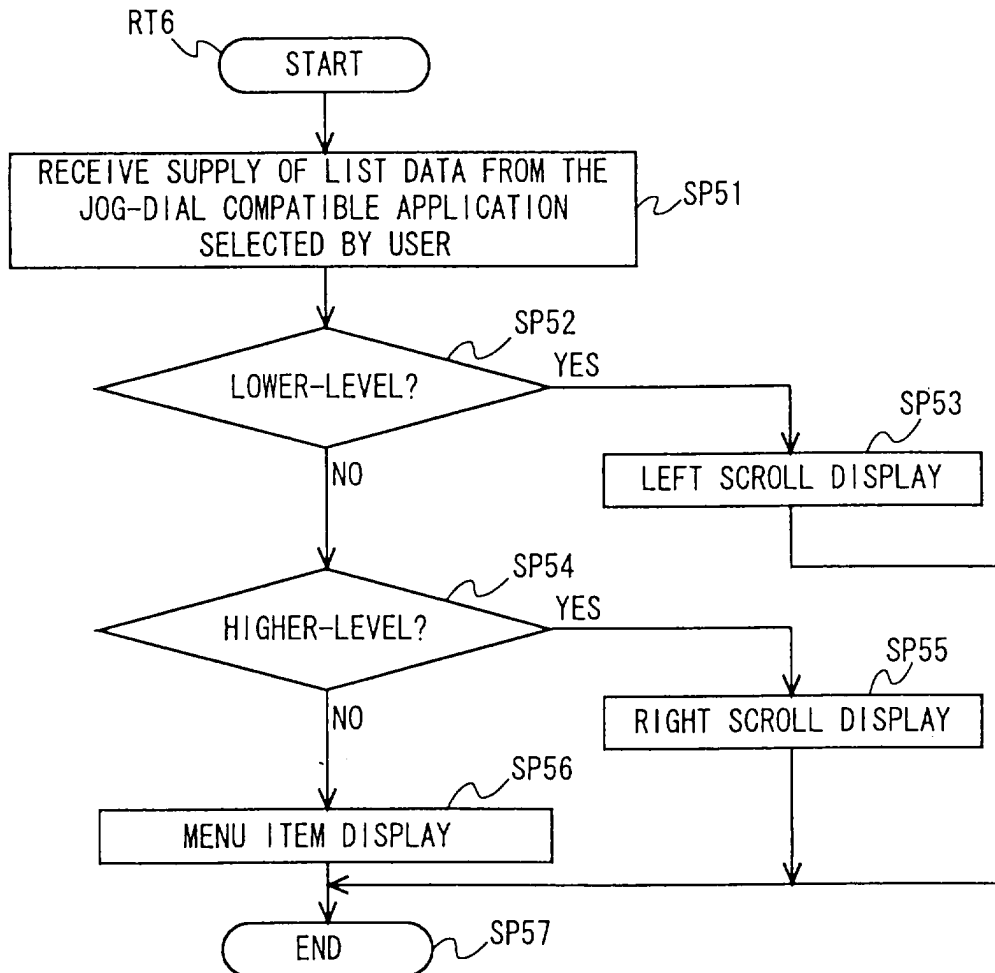 RT6
START
RECEIVE SUPPLY OF LIST DATA FROM THE
JOG-DIAL COMPATIBLE APPLICATION
SELECTED BY USER
SP51
SP52
LOWER-LEVEL?
YES
NO
SP53
LEFT SCROLL DISPLAY
SP54
HIGHER-LEVEL?
YES
NO
SP55
RIGHT SCROLL DISPLAY
SP56
MENU ITEM DISPLAY
END
SP57